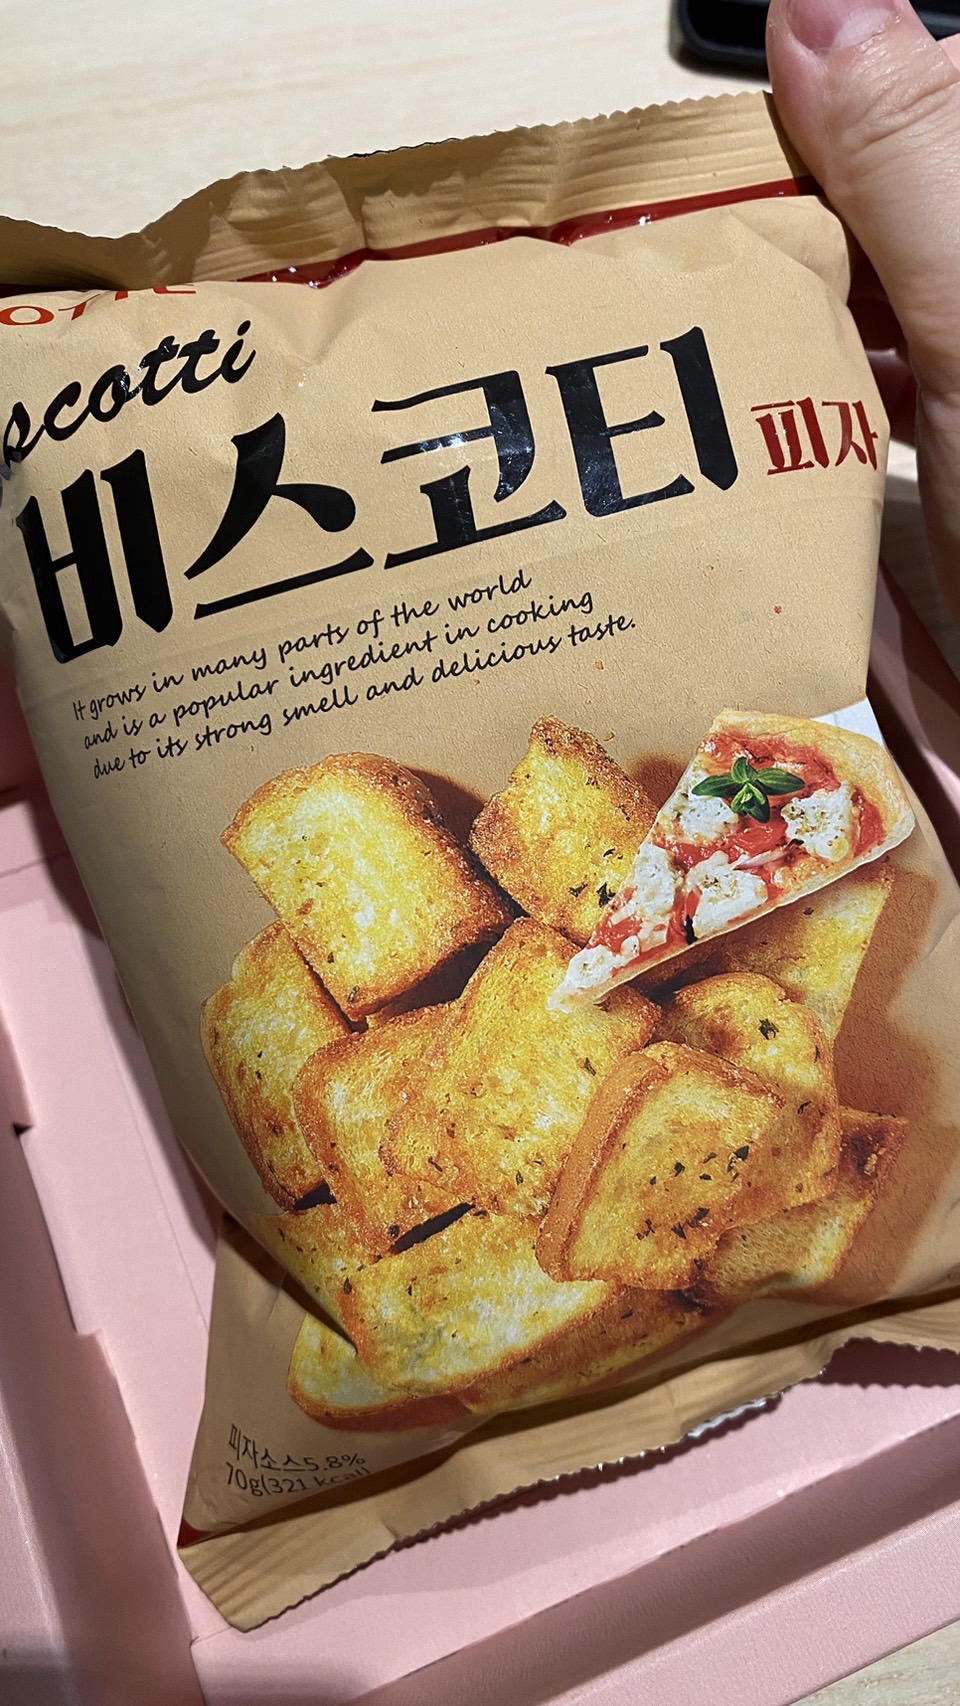 scotti
비스코티 피자
It grows in many parts of the world
and is a popular ingredient in cooking
due to its strong smell and delicious taste.
피자소스5.8%
70g(321 kcal)